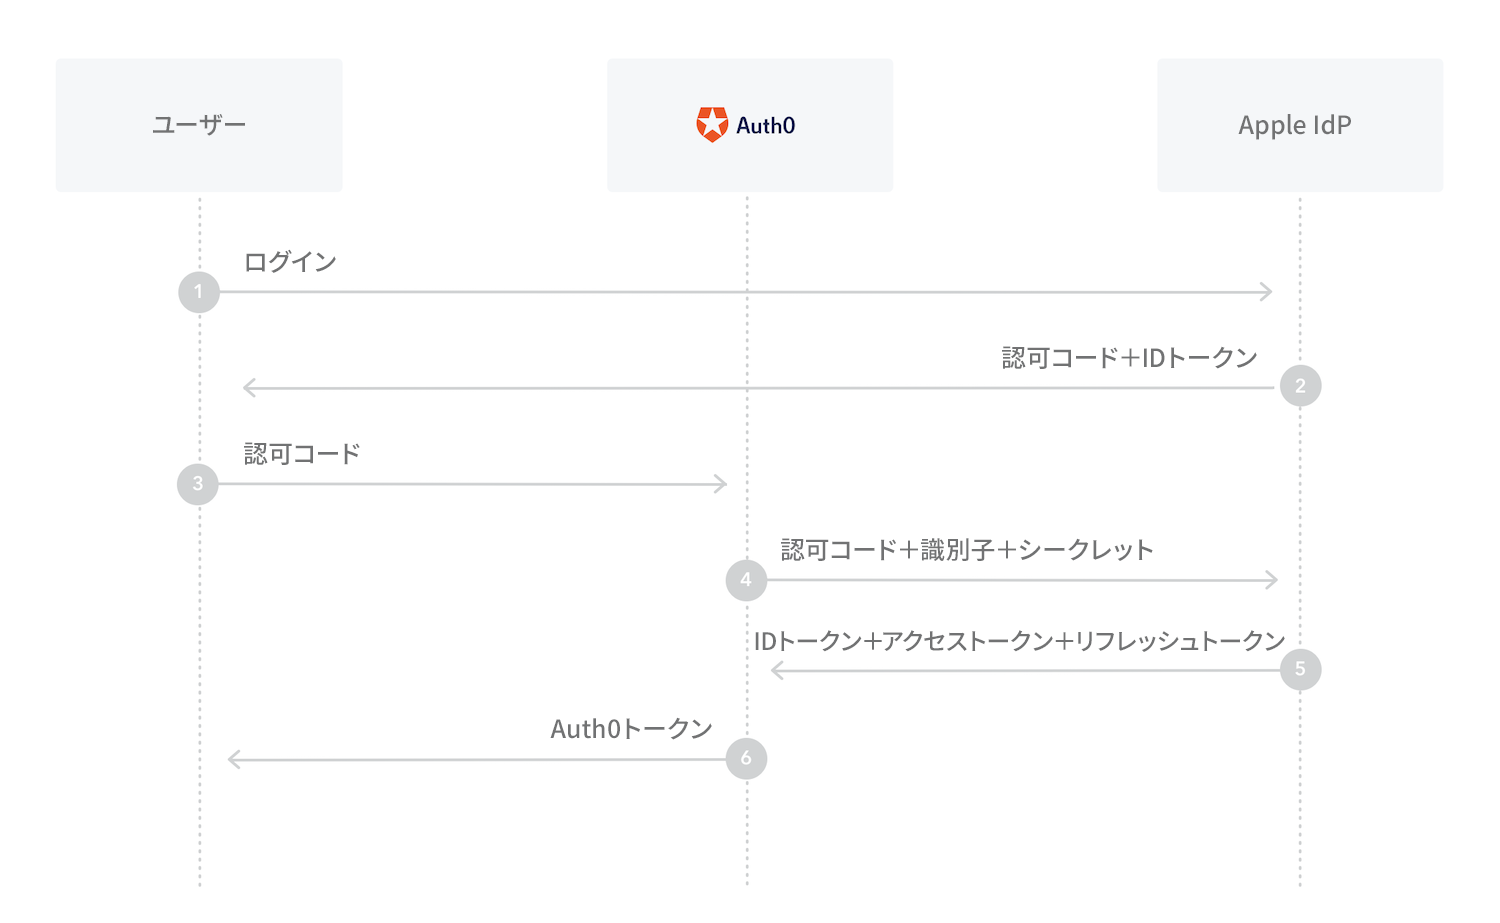 ユーザー
Auth0
Apple IdP
ログイン
1
認可コード＋IDトークン
2
認可コード
3
認可コード＋識別子＋シークレット
4
IDトークン＋アクセストークン＋リフレッシュトークン
5
Auth0トークン
6